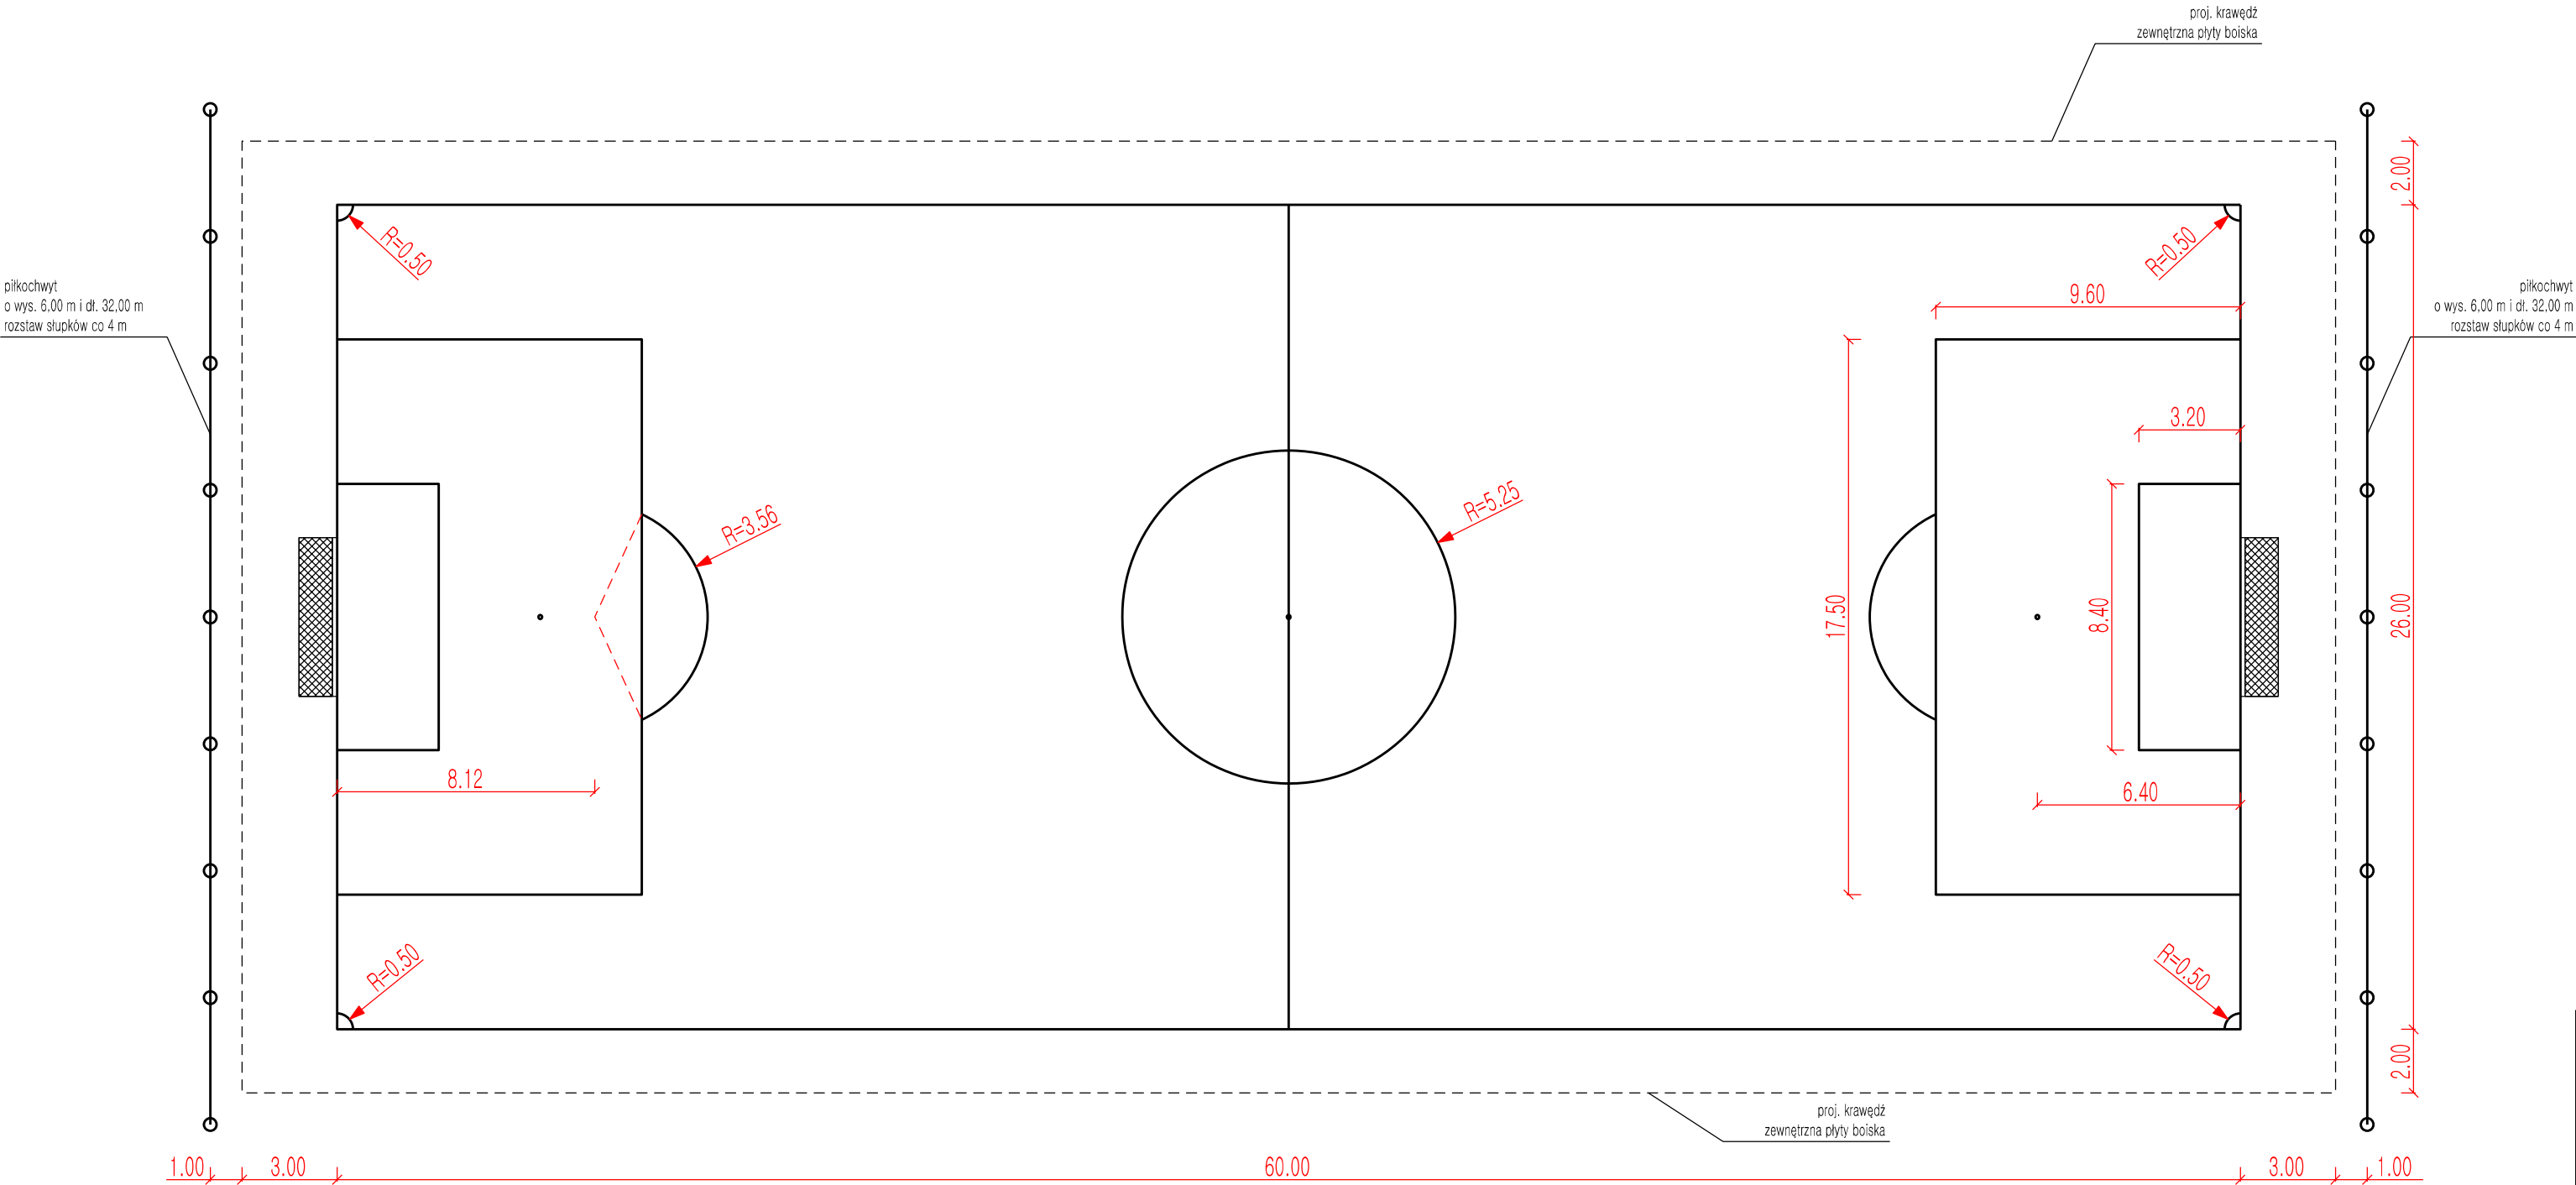 proj. krawędź
zewnętrzna płyty boiska
2.00
R=0.50
R=0.50
piłkochwyt
o wys. 6,00 m i dł. 32,00 m
rozstaw słupków co 4 m
9.60
piłkochwyt
o wys. 6,00 m i dł. 32,00 m
rozstaw słupków co 4 m
3.20
R=3.56
R=5.25
17.50
8.40
26.00
8.12
6.40
R=0.50
R=0.50
2.00
proj. krawędź
zewnętrzna płyty boiska
1.00
3.00
60.00
3.00
1.00